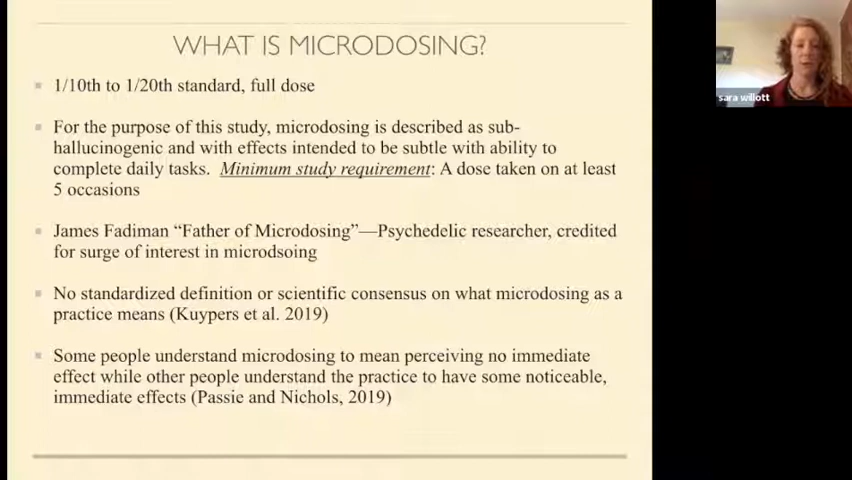 WHAT IS MICRODOSING?
1/10th to 1/20th standard, full dose
For the purpose of this study, microdosing is described as sub-
hallucinogenic and with effects intended to be subtle with ability to
complete daily tasks. Minimum study requirement: A dose taken on at least
5 occasions
James Fadiman “Father of Microdosing”—Psychedelic researcher, credited
for surge of interest in microdsoing
No standardized definition or scientific consensus on what microdosing as a
practice means (Kuypers et al. 2019)
Some people understand microdosing to mean perceiving no immediate
effect while other people understand the practice to have some noticeable,
immediate effects (Passie and Nichols, 2019)
sara willott